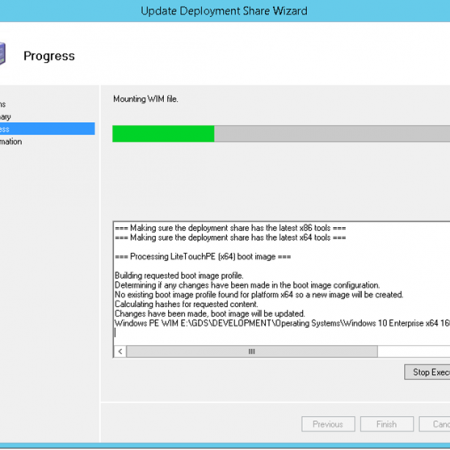 Update Deployment Share Wizard
Progress
Mounting WIM file.
=== Making sure the deployment share has the latest x86 tools ===
=== Making sure the deployment share has the latest x64 tools ===
=== Processing LiteTouchPE (x64) boot image ===
Building requested boot image profile.
Determining if any changes have been made in the boot image configuration.
No existing boot image profile found for platform x64 so a new image will be created.
Calculating hashes for requested content.
Changes have been made, boot image will be updated.
Windows PE WIM E:\GDS\DEVELOPMENT\Operating Systems\Windows 10 Enterprise x64 16
Stop Exec
Previous
Finish
Canc